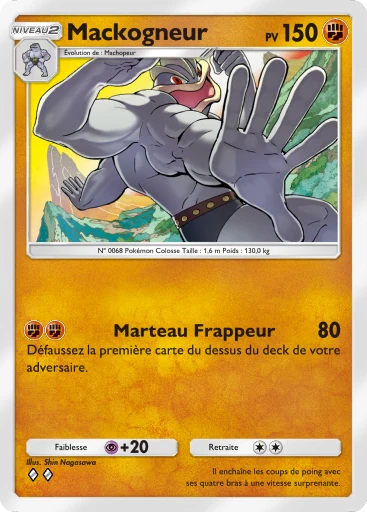 NIVEAU2
Mackogneur
PV 150
Évolution de : Machopeur
N° 0068 Pokémon Colosse Taille : 1,6 m Poids : 130,0 kg
Marteau Frappeur 80
Défaussez la première carte du dessus du deck de votre
adversaire.
Faiblesse +20
Retraite
Illus. Shin Nagasawa
Il enchaîne les coups de poing avec
ses quatre bras à une vitesse surprenante.